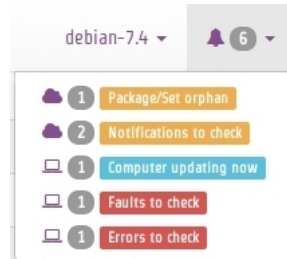 debian-7.4 6
1 Package/Set orphan
2 Notifications to check
1 Computer updating now
1 Faults to check
1 Errors to check